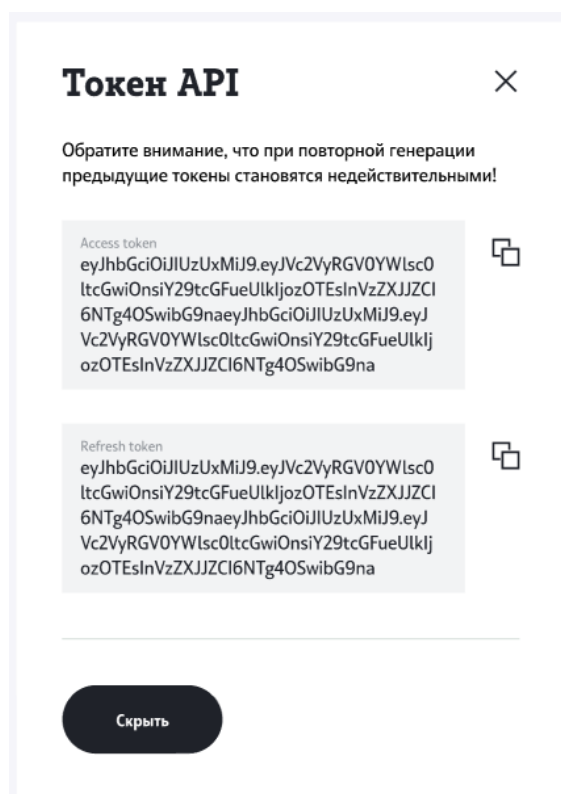 Токен API
Обратите внимание, что при повторной генерации
предыдущие токены становятся недействительными!
Access token
eyJhbGciOiJIUzUxMiJ9.eyJVc2VyRGV0YWlsc0
ltcGwiOnsiY29tcGFueUlkIjozOTEsInVzZXJJZCI
6NTg4OSwibG9naeyJhbGciOiJIUzUxMiJ9.eyJ
Vc2VyRGV0YWlsc0ltcGwiOnsiY29tcGFueUlkIj
ozOTEsInVzZXJJZCI6NTg4OSwibG9na
Refresh token
eyJhbGciOiJIUzUxMiJ9.eyJVc2VyRGV0YWlsc0
ltcGwiOnsiY29tcGFueUlkIjozOTEsInVzZXJJZCI
6NTg4OSwibG9naeyJhbGciOiJIUzUxMiJ9.eyJ
Vc2VyRGV0YWlsc0ltcGwiOnsiY29tcGFueUlkIj
ozOTEsInVzZXJJZCI6NTg4OSwibG9na
Скрыть